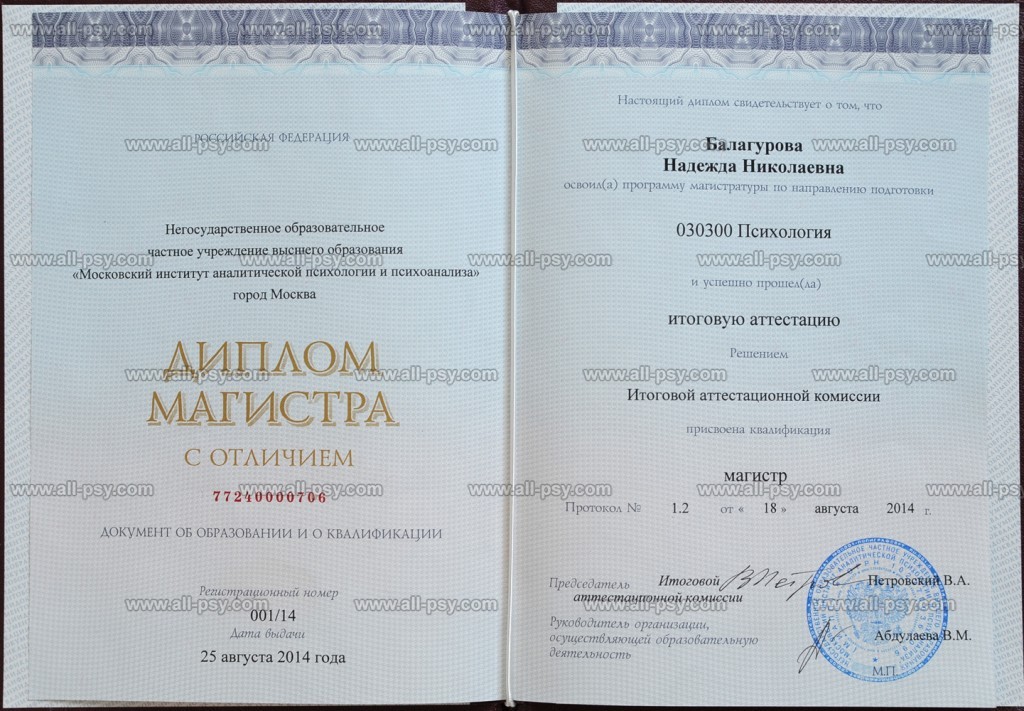 РОССИЙСКАЯ ФЕДЕРАЦИЯ
Негосударственное образовательное
частное учреждение высшего образования
«Московский институт аналитической психологии и психоанализа»
город Москва
ДИПЛОМ
МАГИСТРА
С ОТЛИЧИЕМ
77240000706
ДОКУМЕНТ ОБ ОБРАЗОВАНИИ И О КВАЛИФИКАЦИИ
Регистрационный номер
001/14
Дата выдачи
25 августа 2014 года
Настоящий диплом свидетельствует о том, что
Балагурова
Надежда Николаевна
освоил(а) программу магистратуры по направлению подготовки
030300 Психология
и успешно прошел(ла)
итоговую аттестацию
Решением
Итоговой аттестационной комиссии
присвоена квалификация
магистр
Протокол № 1.2 от « 18 » августа 2014 г.
Председатель Итоговой Петровский В.А.
аттестационной комиссии
Руководитель организации,
осуществляющей образовательную
деятельность
Абдулаева В.М.
М.П.
www.all-psy.com